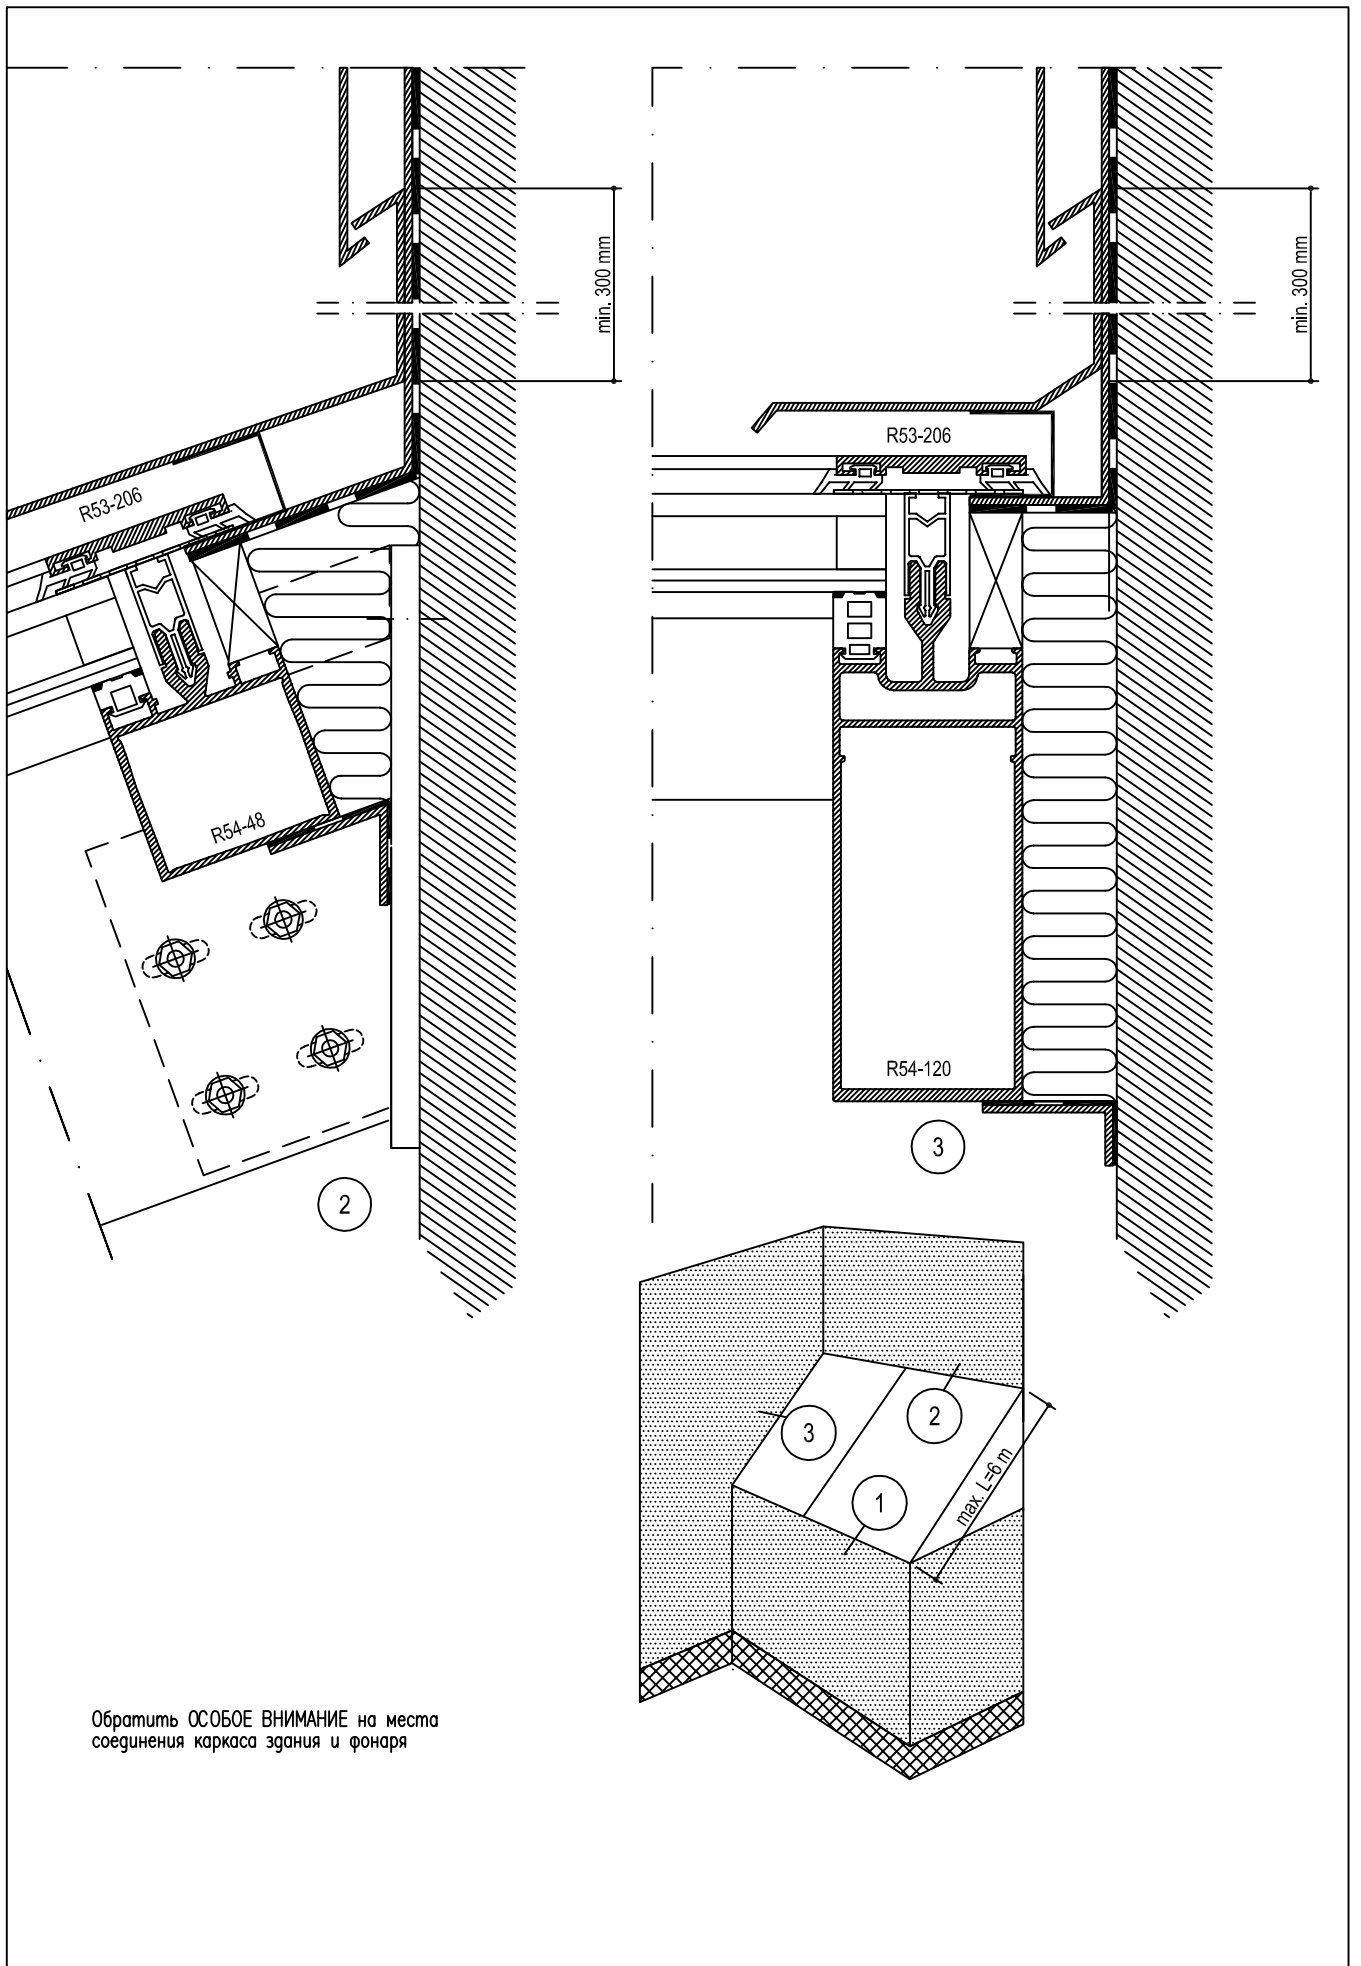 min. 300 mm
min. 300 mm
R53-206
R53-206
R54-48
R54-120
3
2
3
2
1
max. L=6 m
Обратить ОСОБОЕ ВНИМАНИЕ на места
соединения каркаса здания и фонаря